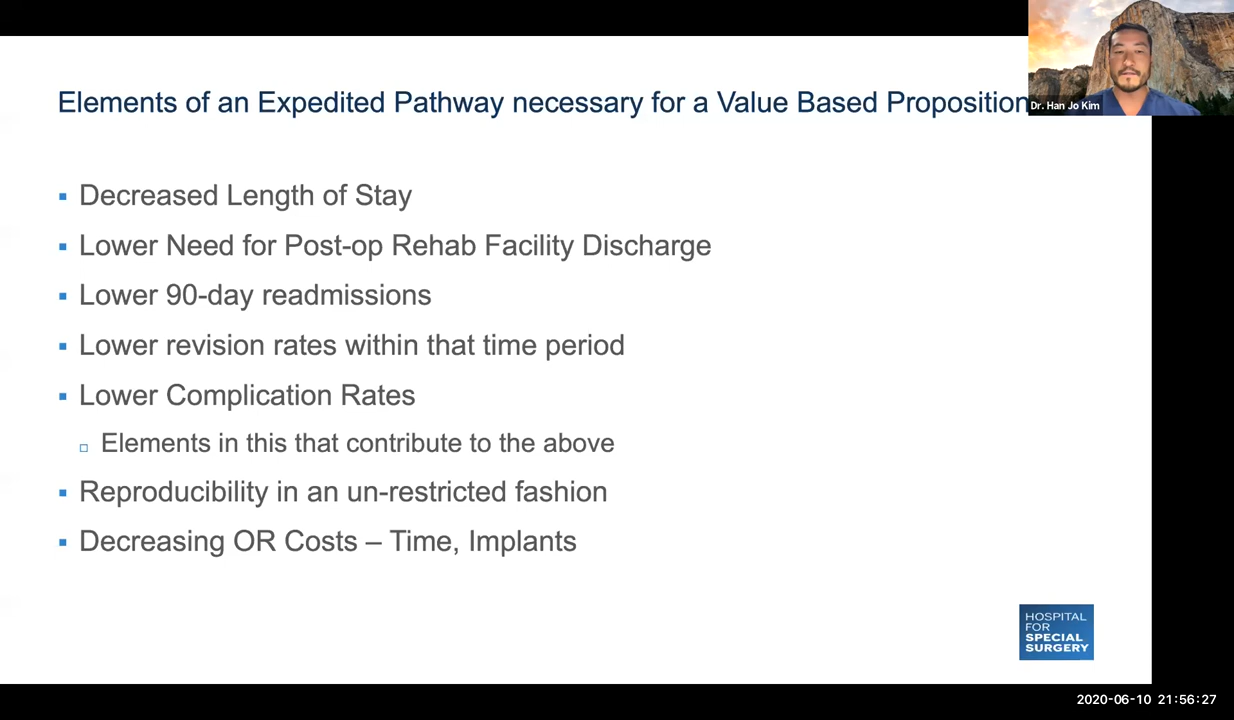 Elements of an Expedited Pathway necessary for a Value Based Proposition
Dr. Han Jo Kim
Decreased Length of Stay
Lower Need for Post-op Rehab Facility Discharge
Lower 90-day readmissions
Lower revision rates within that time period
Lower Complication Rates
Elements in this that contribute to the above
Reproducibility in an un-restricted fashion
Decreasing OR Costs – Time, Implants
HOSPITAL
FOR
SPECIAL
SURGERY
2020-06-10 21:56:27